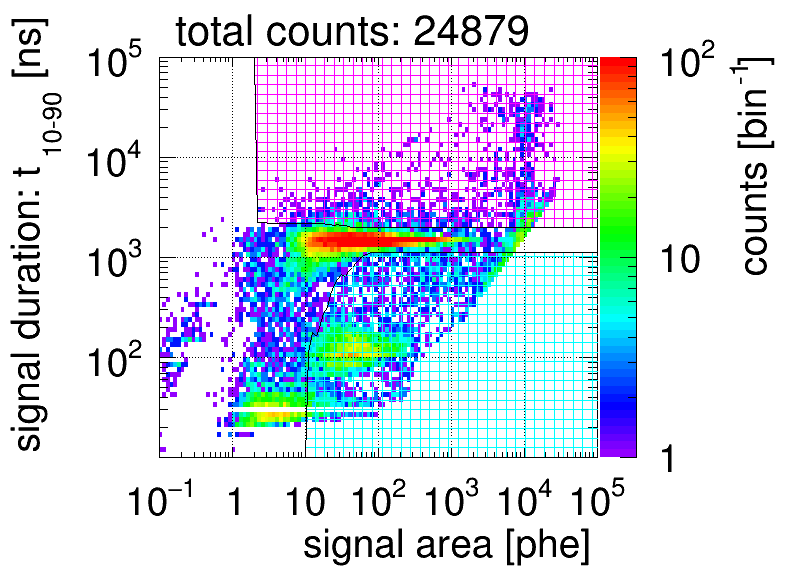 total counts: 24879
signal duration: t 10-90 [ns]
10^5
10^4
10^3
10^2
10^−1 1 10 10^2 10^3 10^4 10^5
signal area [phe]
10^2
10
1
counts [bin^-1]